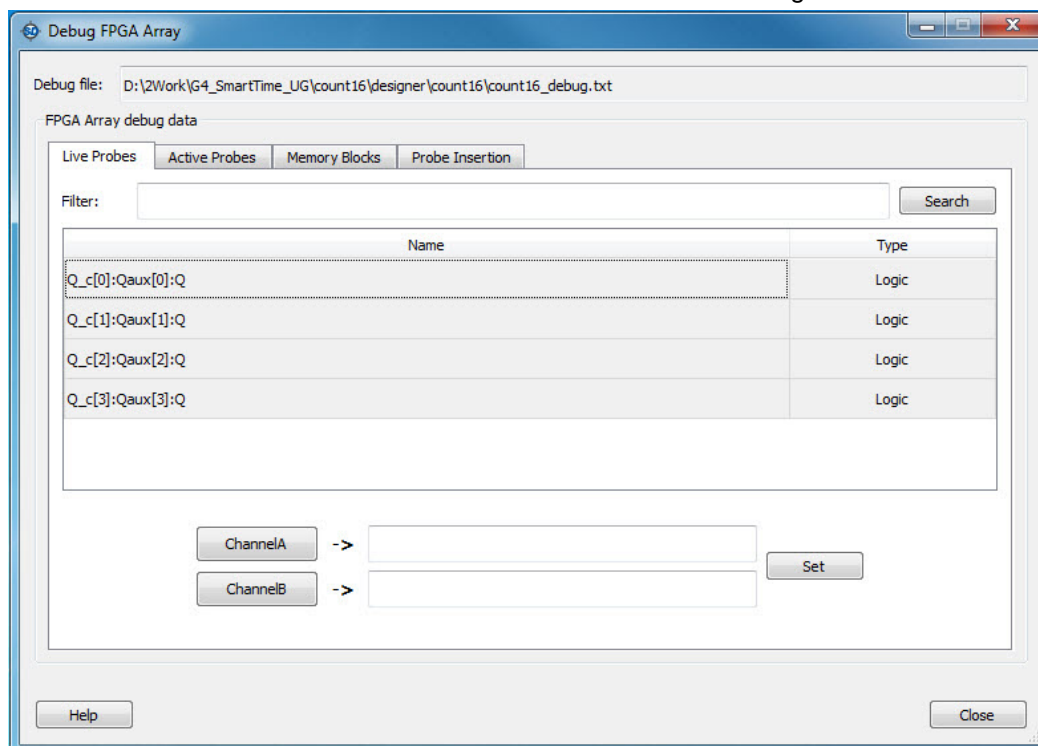 Debug FPGA Array
Debug file: D:\2Work\G4_SmartTime_UG\count16\designer\count16\count16_debug.txt
FPGA Array debug data
Live Probes Active Probes Memory Blocks Probe Insertion
Filter: Search
Name Type
Q_c[0]:Qaux[0]:Q Logic
Q_c[1]:Qaux[1]:Q Logic
Q_c[2]:Qaux[2]:Q Logic
Q_c[3]:Qaux[3]:Q Logic
ChannelA ->
Set
ChannelB ->
Help Close